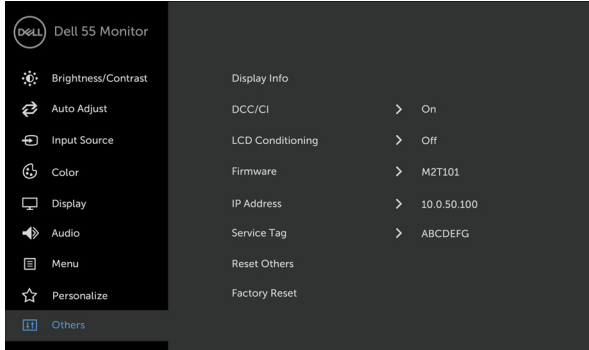 DELL Dell 55 Monitor
Brightness/Contrast
Auto Adjust
Input Source
Color
Display
Audio
Menu
Personalize
Others
Display Info
DCC/CI > On
LCD Conditioning > Off
Firmware > M2T101
IP Address > 10.0.50.100
Service Tag > ABCDEFG
Reset Others
Factory Reset